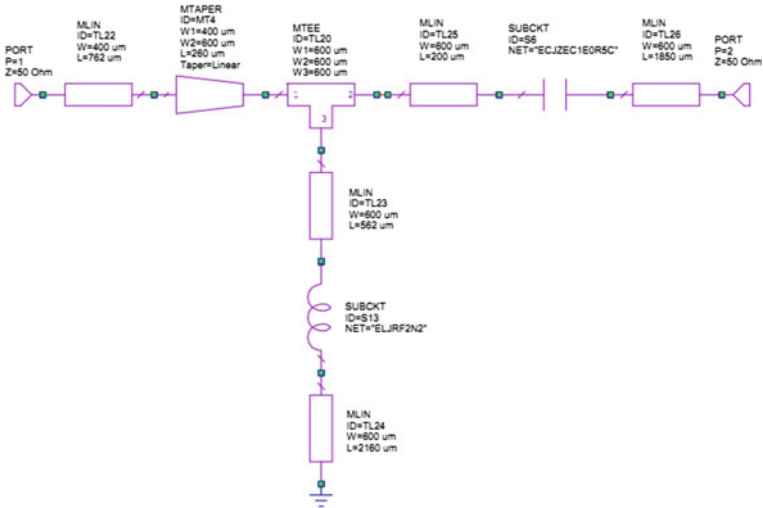 PORT
P=1
Z=50 Ohm
MLIN
ID=TL22
W=400 um
L=762 um
MTAPER
ID=MT4
W1=400 um
W2=600 um
L=260 um
Taper=Linear
MTEE
ID=TL20
W1=600 um
W2=600 um
W3=600 um
1
2
3
MLIN
ID=TL25
W=600 um
L=200 um
SUBCKT
ID=S6
NET="ECJZEC1E0R5C"
MLIN
ID=TL26
W=600 um
L=1850 um
PORT
P=2
Z=50 Ohm
MLIN
ID=TL23
W=600 um
L=562 um
SUBCKT
ID=S13
NET="ELJRF2N2"
MLIN
ID=TL24
W=600 um
L=2160 um